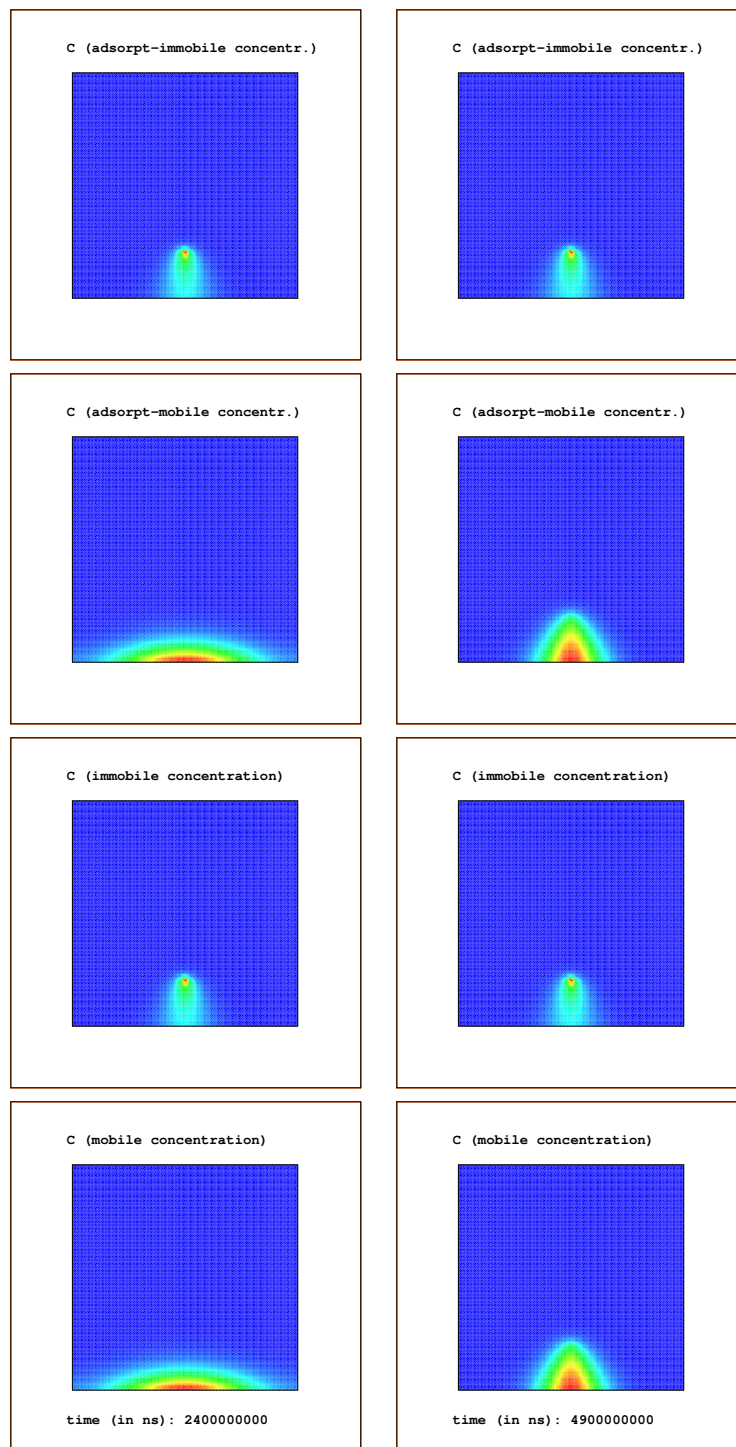 C (adsorpt-immobile concentr.)
C (adsorpt-immobile concentr.)
C (adsorpt-mobile concentr.)
C (adsorpt-mobile concentr.)
C (immobile concentration)
C (immobile concentration)
C (mobile concentration)
C (mobile concentration)
time (in ns): 2400000000
time (in ns): 4900000000